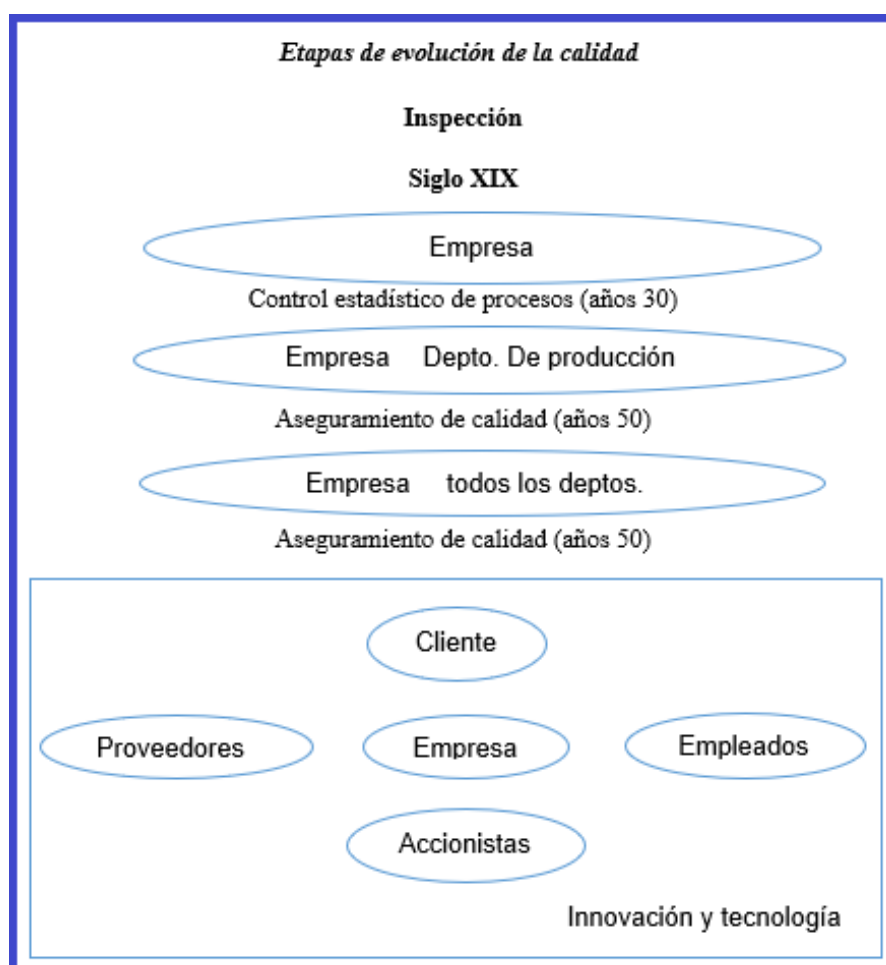 Etapas de evolución de la calidad
Inspección
Siglo XIX
Empresa
Control estadístico de procesos (años 30)
Empresa Depto. De producción
Aseguramiento de calidad (años 50)
Empresa todos los deptos.
Aseguramiento de calidad (años 50)
Cliente
Proveedores Empresa Empleados
Accionistas
Innovación y tecnología